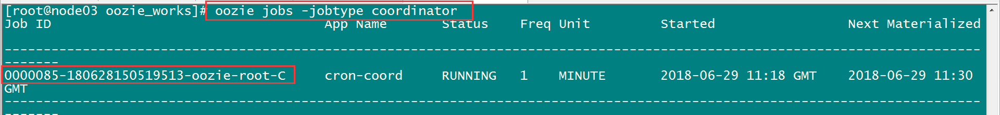 [root@node03 oozie_works]# oozie jobs -jobtype coordinator
Job ID                                   App Name       Status    Freq Unit         Started                 Next Materialized
-----------------------------------------------------------------------------------------------------------------------------
-------
0000085-180628150519513-oozie-root-C     cron-coord     RUNNING   1    MINUTE       2018-06-29 11:18 GMT    2018-06-29 11:30
GMT
-----------------------------------------------------------------------------------------------------------------------------
-------